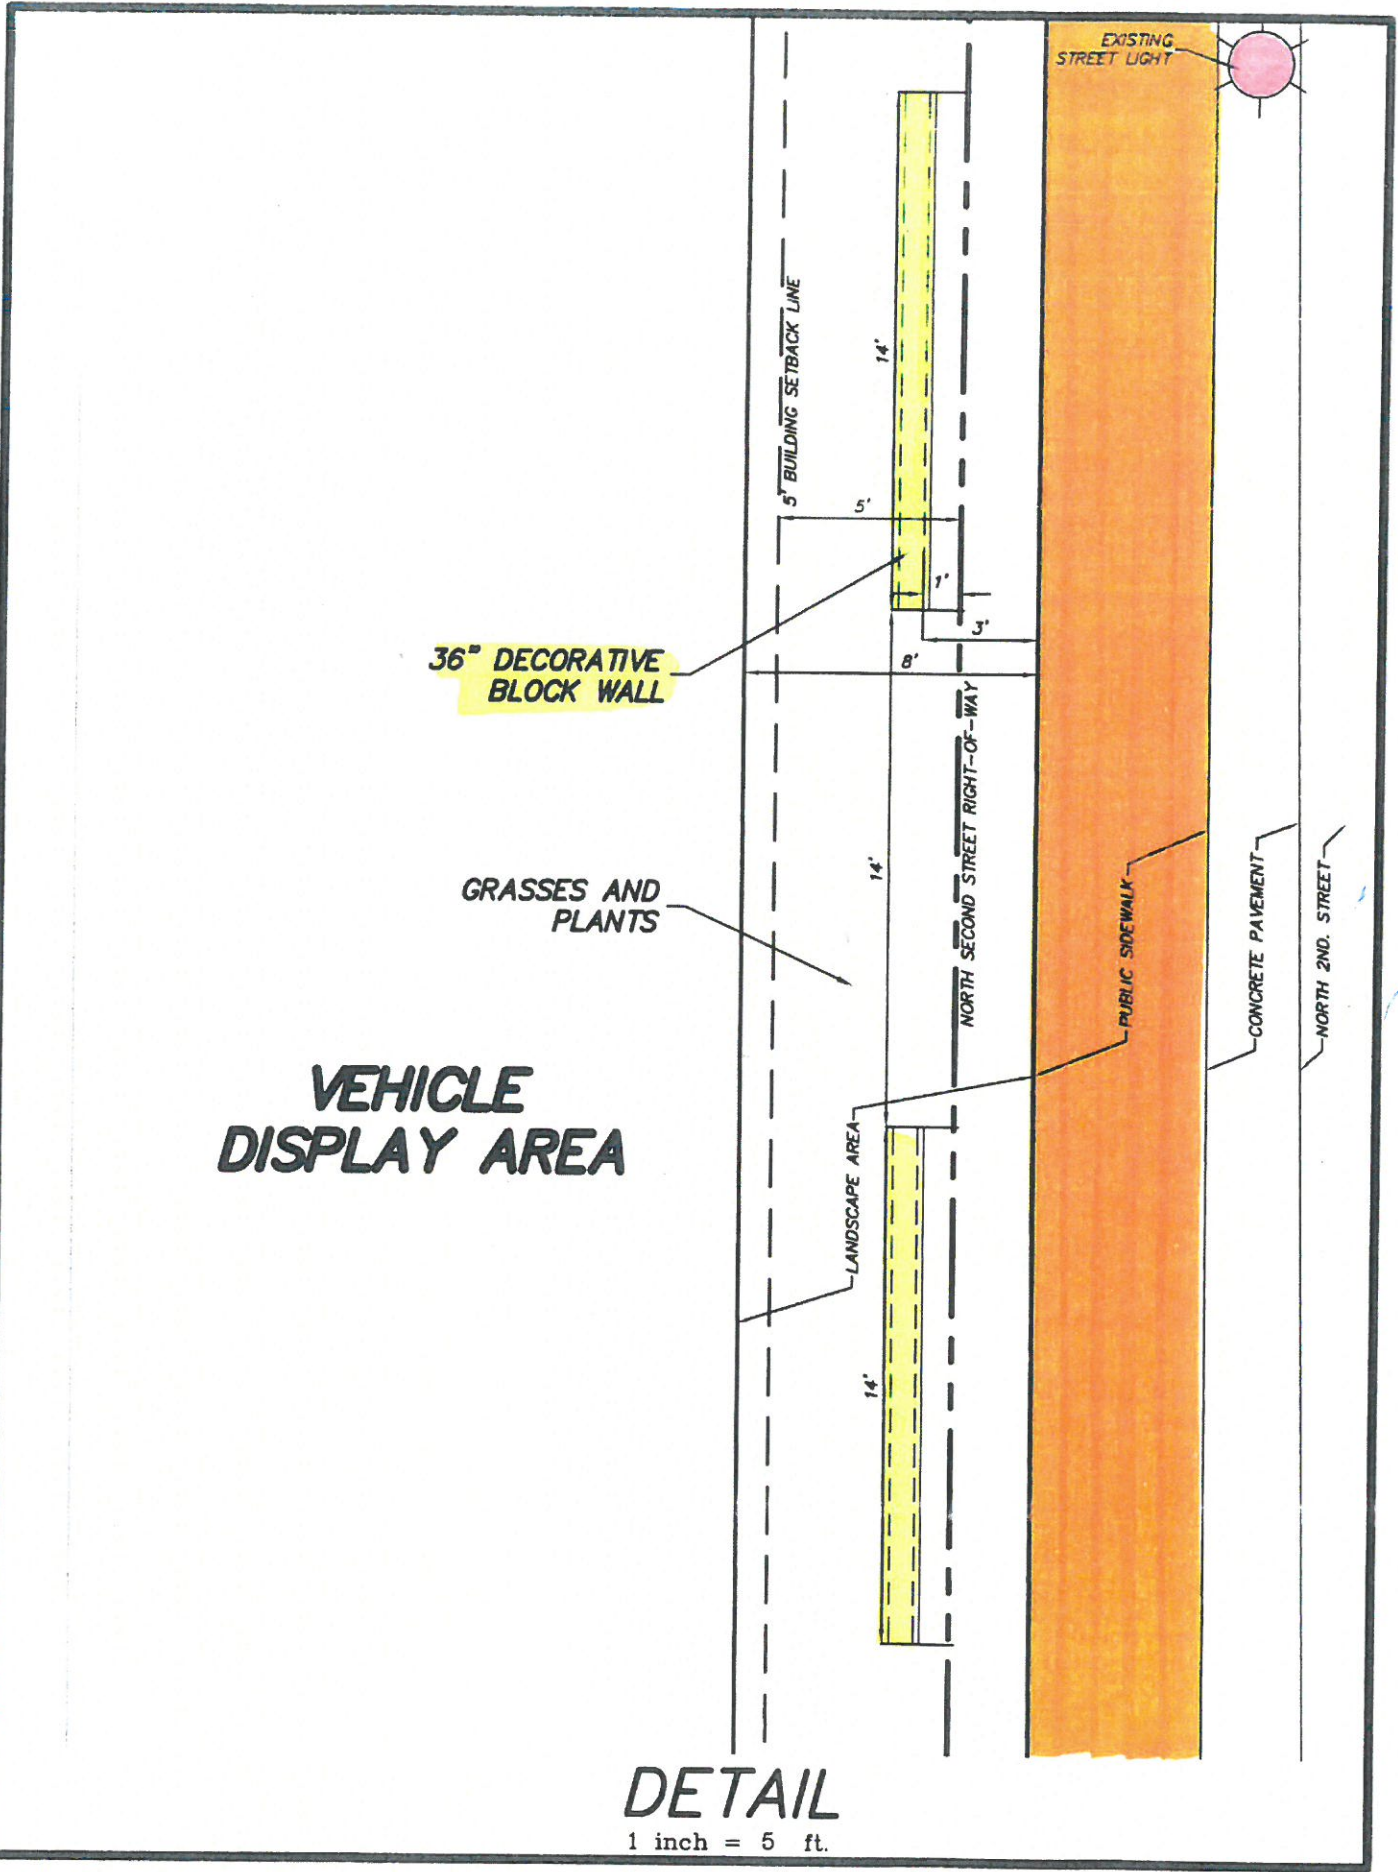 EXISTING
STREET LIGHT
5' BUILDING SETBACK LINE
14'
5'
1'
3'
8'
36" DECORATIVE
BLOCK WALL
NORTH SECOND STREET RIGHT-OF-WAY
14'
GRASSES AND
PLANTS
PUBLIC SIDEWALK
CONCRETE PAVEMENT
NORTH 2ND. STREET
VEHICLE
DISPLAY AREA
LANDSCAPE AREA
14'
DETAIL
1 inch = 5 ft.